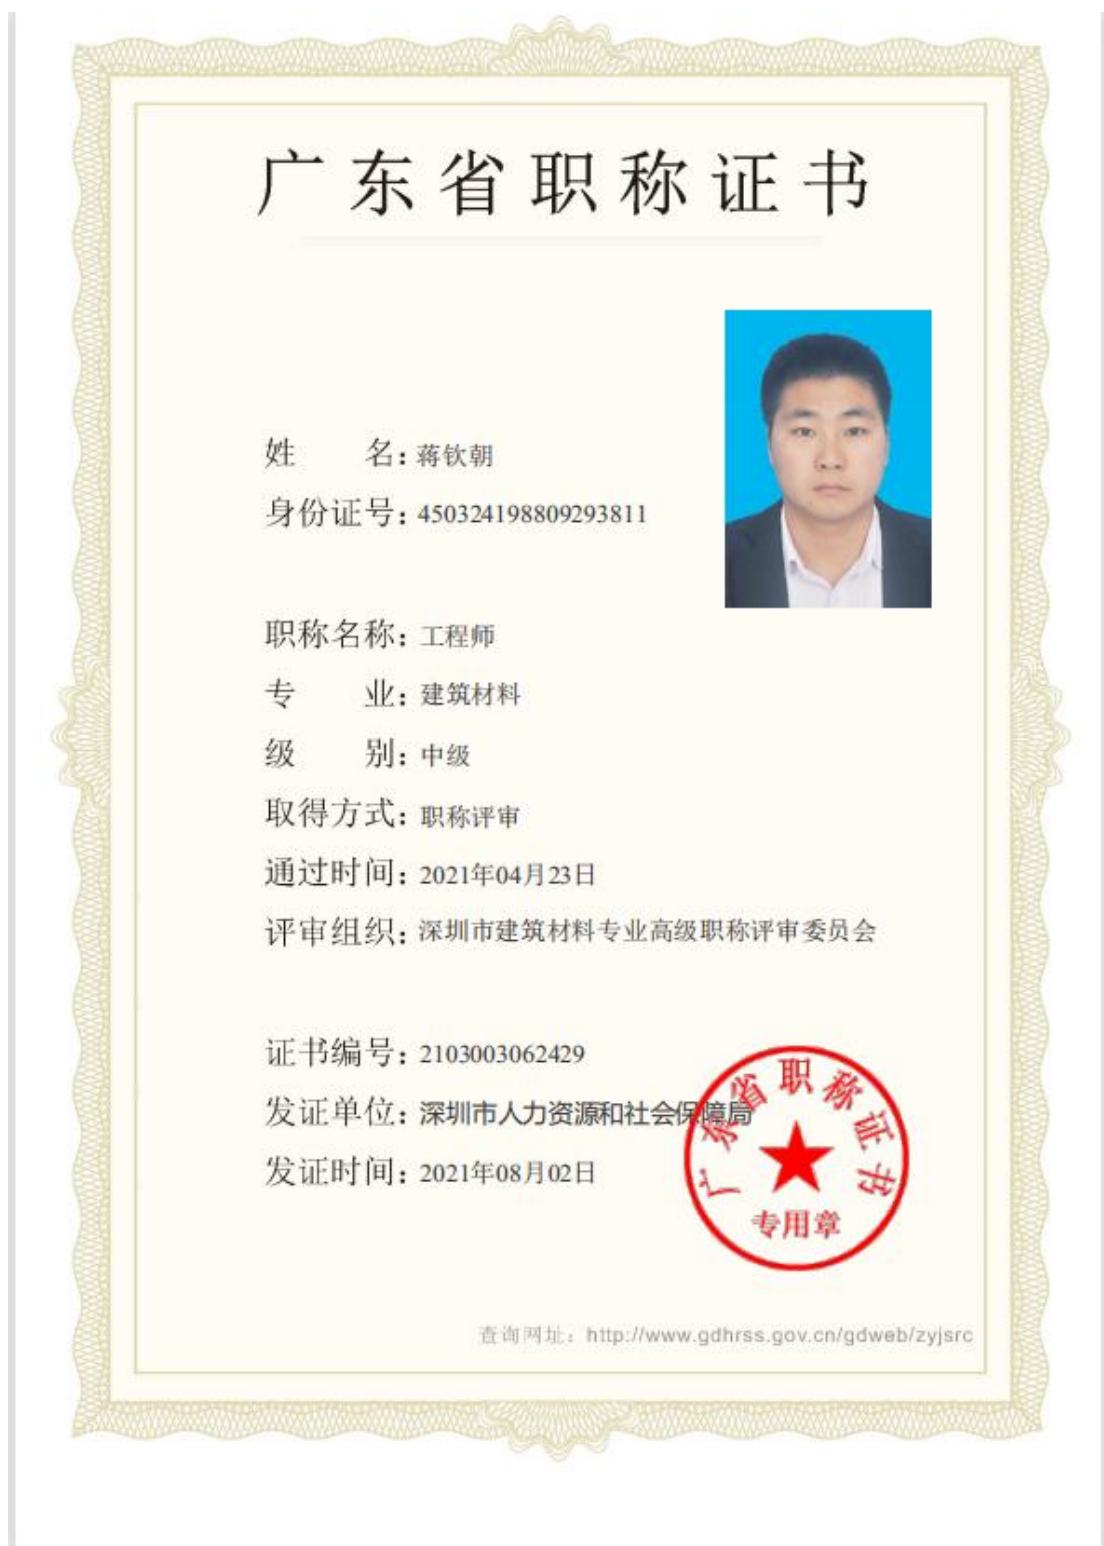 广东省职称证书
姓 名：蒋钦朝
身份证号：450324198809293811
职称名称：工程师
专 业：建筑材料
级 别：中级
取得方式：职称评审
通过时间：2021年04月23日
评审组织：深圳市建筑材料专业高级职称评审委员会
证书编号：2103003062429
发证单位：深圳市人力资源和社会保障局
发证时间：2021年08月02日
广东省职称证书
专用章
查询网址：http://www.gdhrss.gov.cn/gdweb/zyjsrc